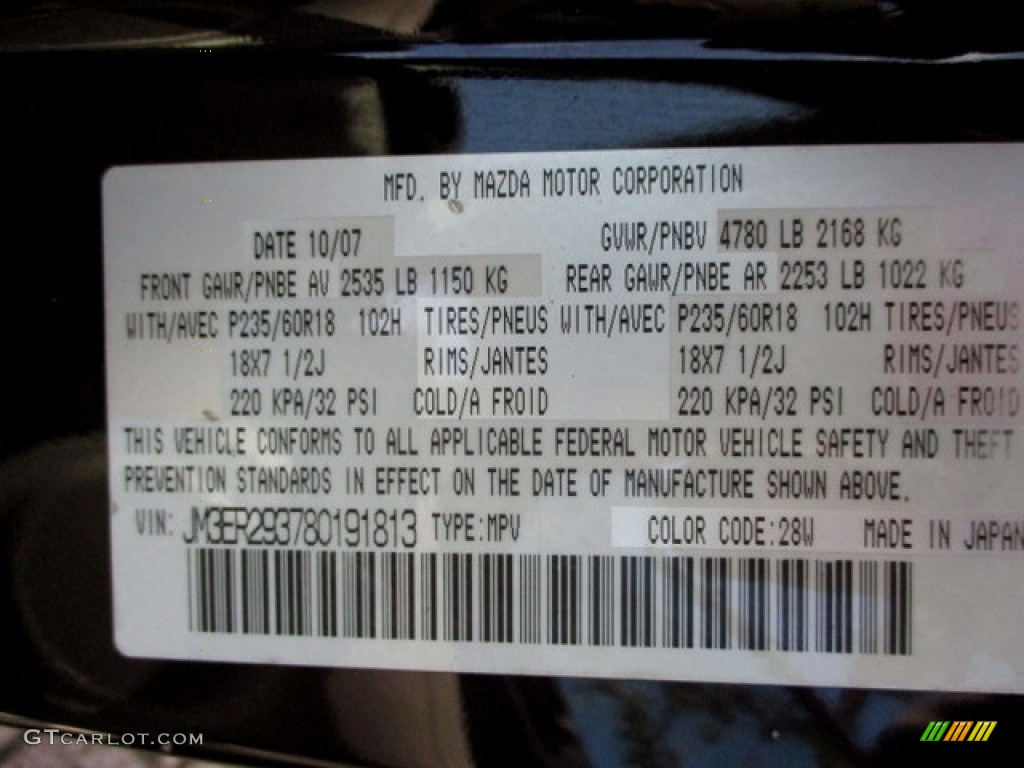 MFD. BY MAZDA MOTOR CORPORATION
DATE 10/07 GVWR/PNBV 4780 LB 2168 KG
FRONT GAWR/PNBE AV 2535 LB 1150 KG REAR GAWR/PNBE AR 2253 LB 1022 KG
WITH/AVEC P235/60R18 102H TIRES/PNEUS WITH/AVEC P235/60R18 102H TIRES/PNEUS
18X7 1/2J RIMS/JANTES 18X7 1/2J RIMS/JANTES
220 KPA/32 PSI COLD/A FROID 220 KPA/32 PSI COLD/A FROID
THIS VEHICLE CONFORMS TO ALL APPLICABLE FEDERAL MOTOR VEHICLE SAFETY AND THEFT
PREVENTION STANDARDS IN EFFECT ON THE DATE OF MANUFACTURE SHOWN ABOVE.
VIN: JM3ER293780191813 TYPE:MPV COLOR CODE:28W MADE IN JAPAN
GTCARLOT.COM